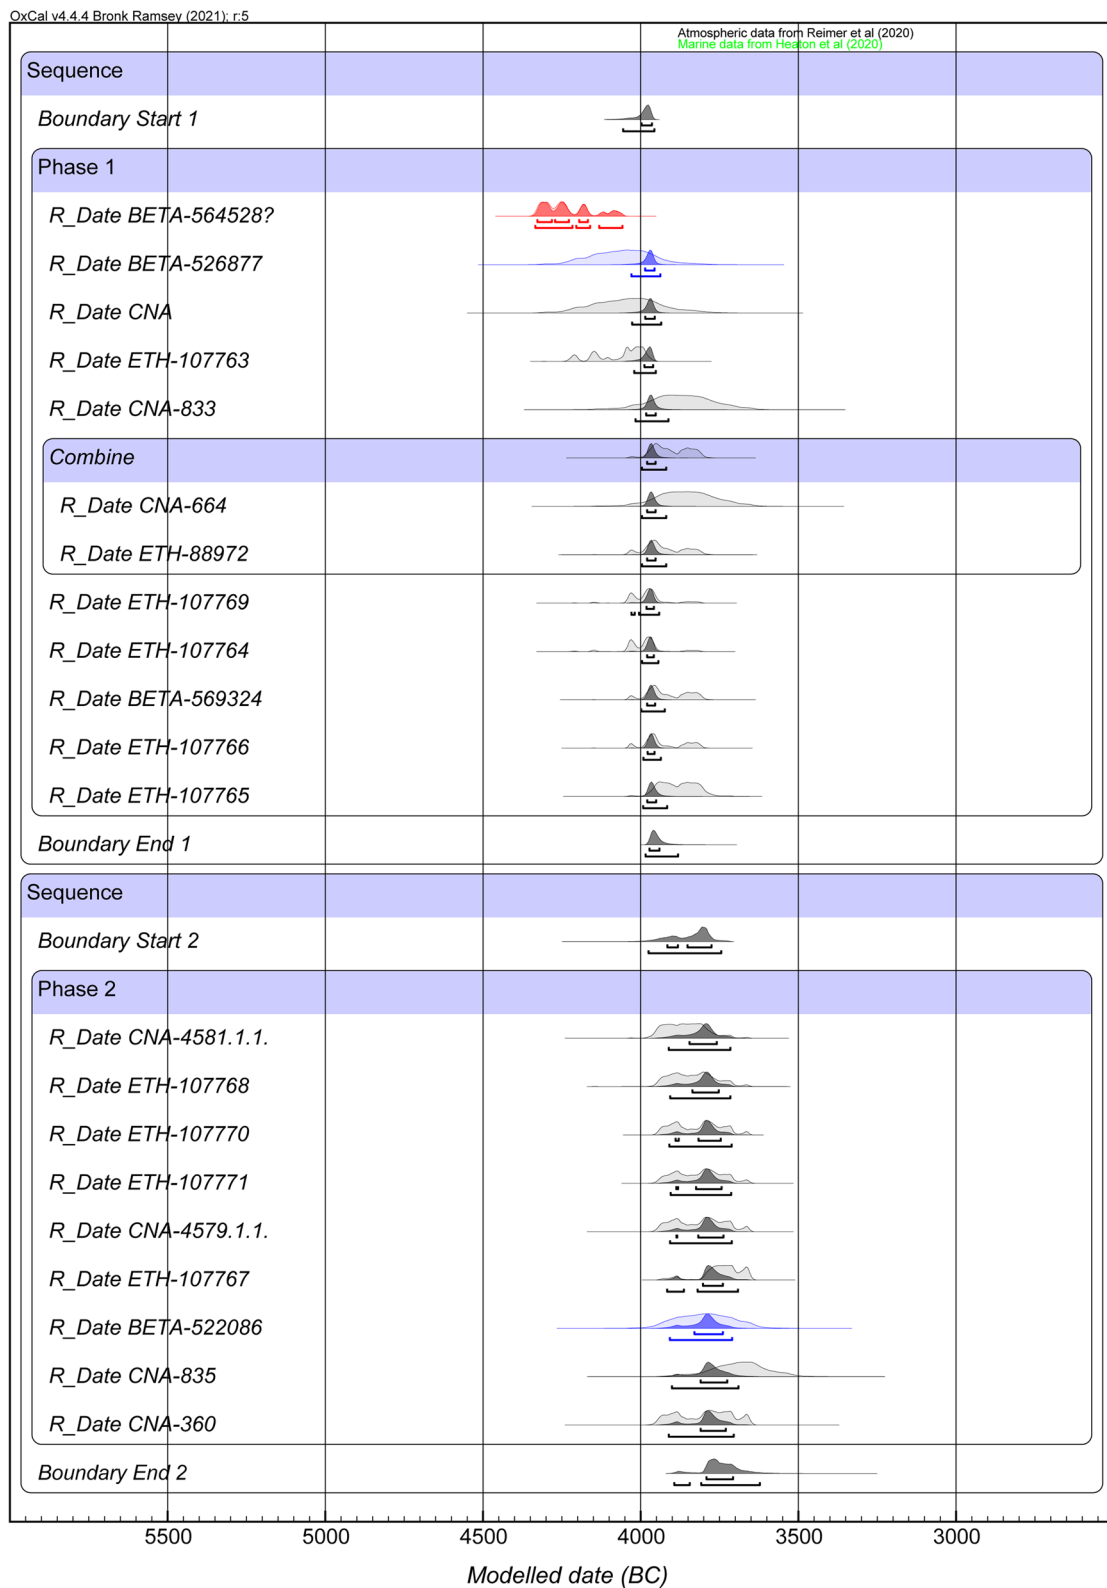 OxCal v4.4.4 Bronk Ramsey (2021); r:5
Atmospheric data from Reimer et al (2020)
Marine data from Heaton et al (2020)
Sequence
Boundary Start 1
Phase 1
R_Date BETA-564528?
R_Date BETA-526877
R_Date CNA
R_Date ETH-107763
R_Date CNA-833
Combine
R_Date CNA-664
R_Date ETH-88972
R_Date ETH-107769
R_Date ETH-107764
R_Date BETA-569324
R_Date ETH-107766
R_Date ETH-107765
Boundary End 1
Sequence
Boundary Start 2
Phase 2
R_Date CNA-4581.1.1.
R_Date ETH-107768
R_Date ETH-107770
R_Date ETH-107771
R_Date CNA-4579.1.1.
R_Date ETH-107767
R_Date BETA-522086
R_Date CNA-835
R_Date CNA-360
Boundary End 2
5500 5000 4500 4000 3500 3000
Modelled date (BC)